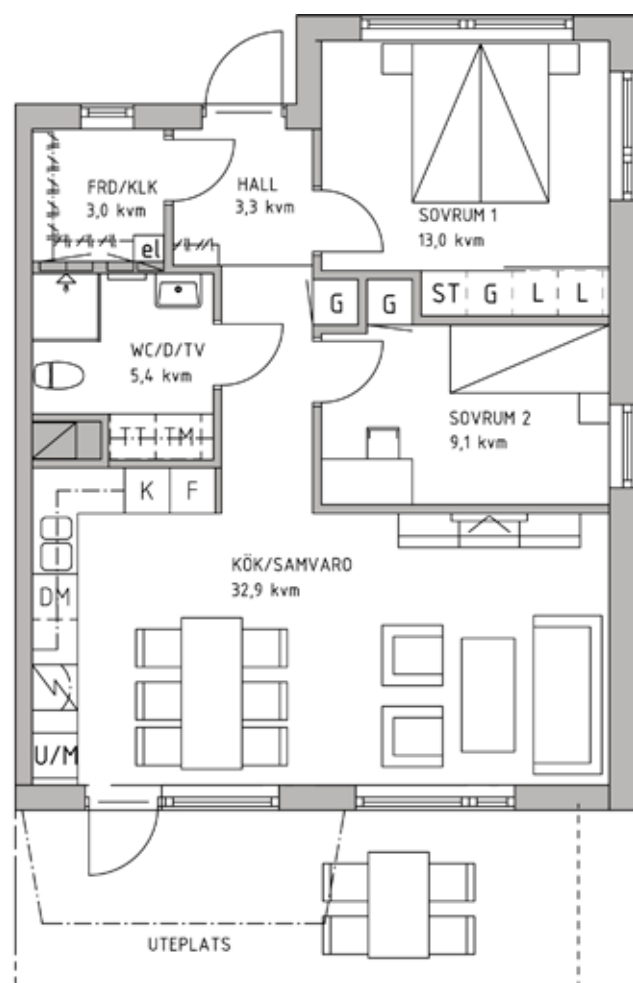 FRD/KLK
3,0 kvm
HALL
3,3 kvm
SOVRUM 1
13,0 kvm
el
G
G
ST
G
L
L
WC/D/TV
5,4 kvm
SOVRUM 2
9,1 kvm
TT
TM
K
F
KÖK/SAMVARO
32,9 kvm
DM
U/M
UTEPLATS